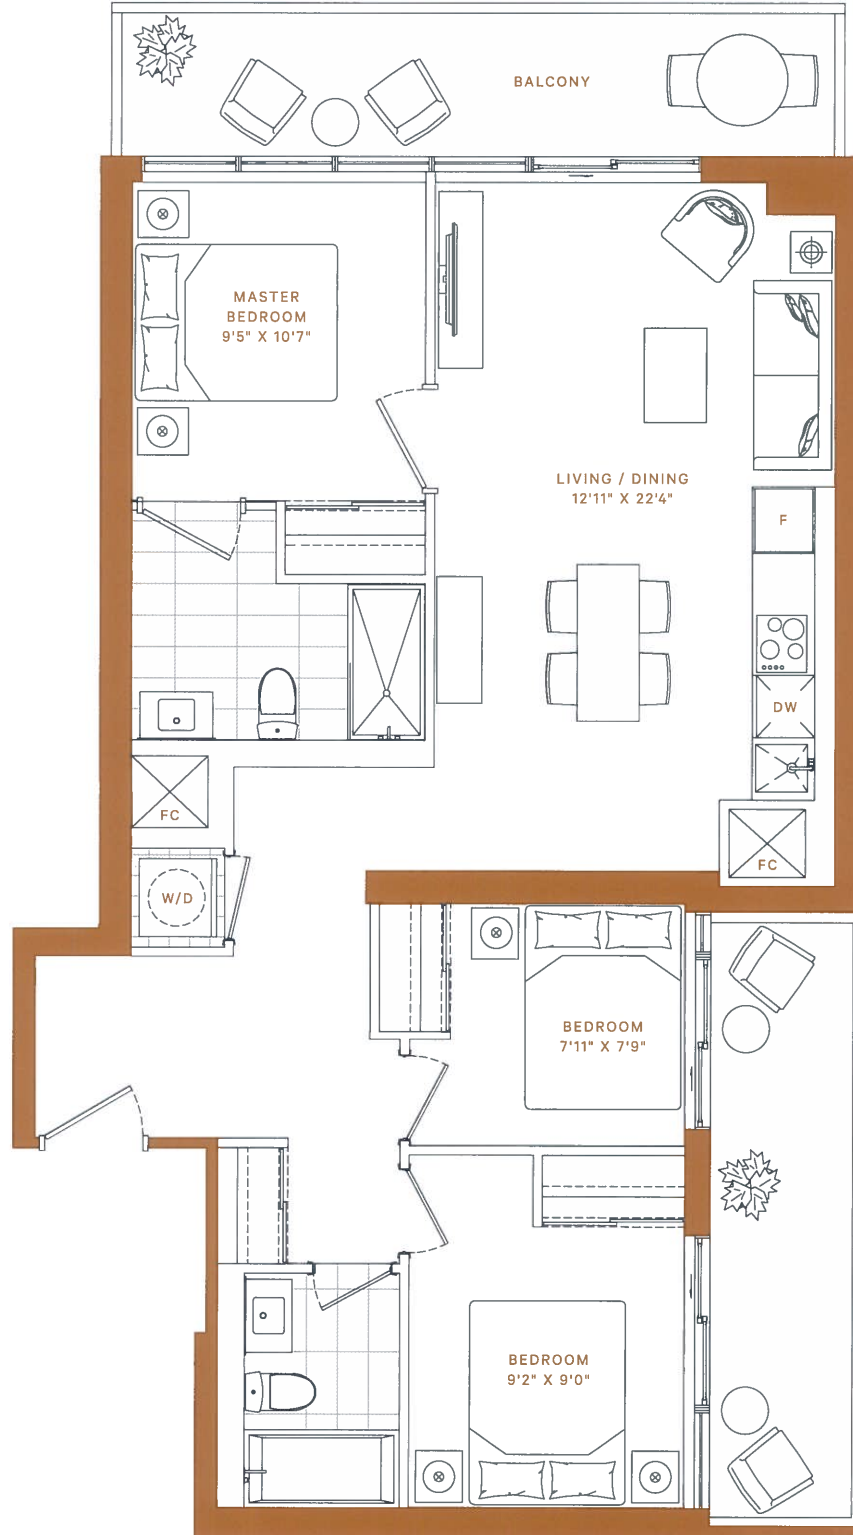 BALCONY
MASTER
BEDROOM
9'5" X 10'7"
LIVING / DINING
12'11" X 22'4"
F
DW
FC
FC
W/D
BEDROOM
7'11" X 7'9"
BEDROOM
9'2" X 9'0"